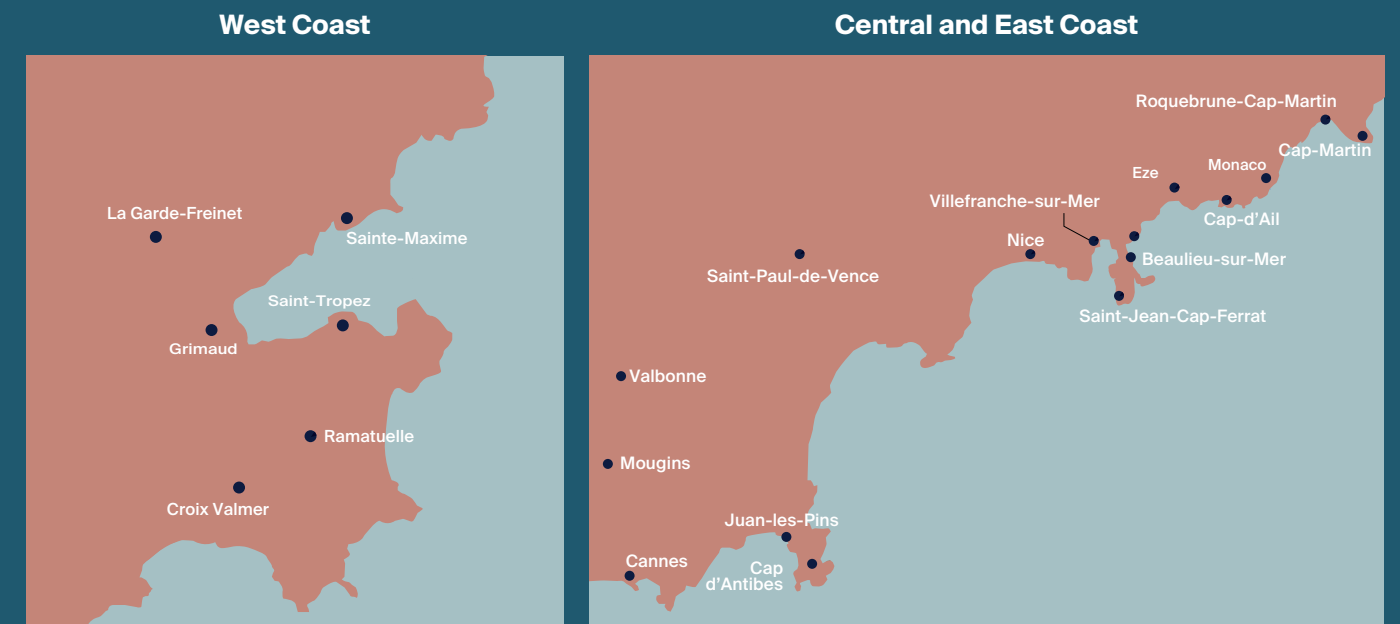 West Coast
La Garde-Freinet
Sainte-Maxime
Saint-Tropez
Grimaud
Ramatuelle
Croix Valmer
Central and East Coast
Roquebrune-Cap-Martin
Cap-Martin
Monaco
Eze
Villefranche-sur-Mer
Cap-d'Ail
Nice
Beaulieu-sur-Mer
Saint-Paul-de-Vence
Saint-Jean-Cap-Ferrat
Valbonne
Mougins
Juan-les-Pins
Cannes
Cap
d'Antibes